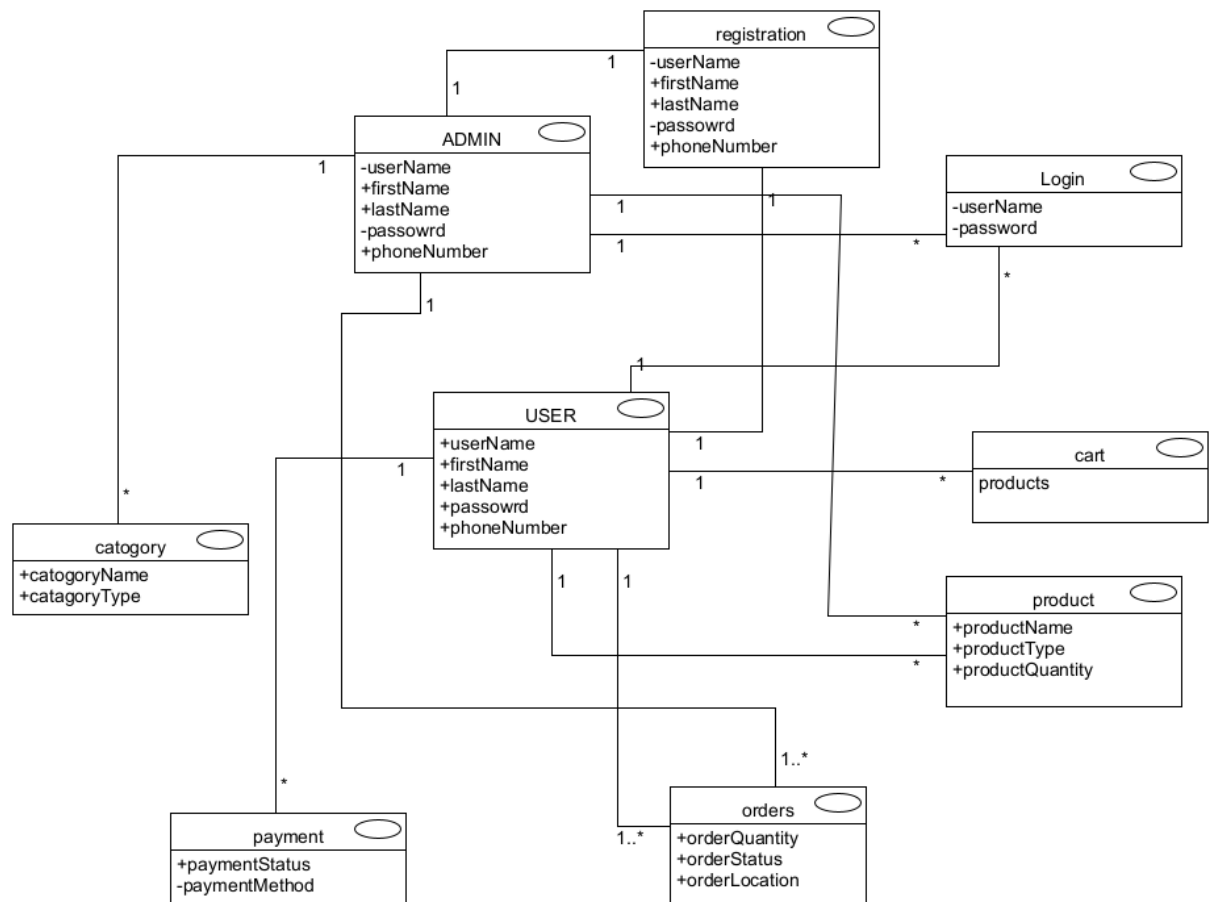 registration
-userName
+firstName
+lastName
-passowrd
+phoneNumber
1
1
ADMIN
-userName
+firstName
+lastName
-passowrd
+phoneNumber
1
1
1
*
1
1
Login
-userName
-password
*
1
USER
+userName
+firstName
+lastName
+passowrd
+phoneNumber
1
1
1
*
cart
products
*
catogory
+catogoryName
+catagoryType
1
1
product
+productName
+productType
+productQuantity
*
*
1..*
*
payment
+paymentStatus
-paymentMethod
1..*
orders
+orderQuantity
+orderStatus
+orderLocation